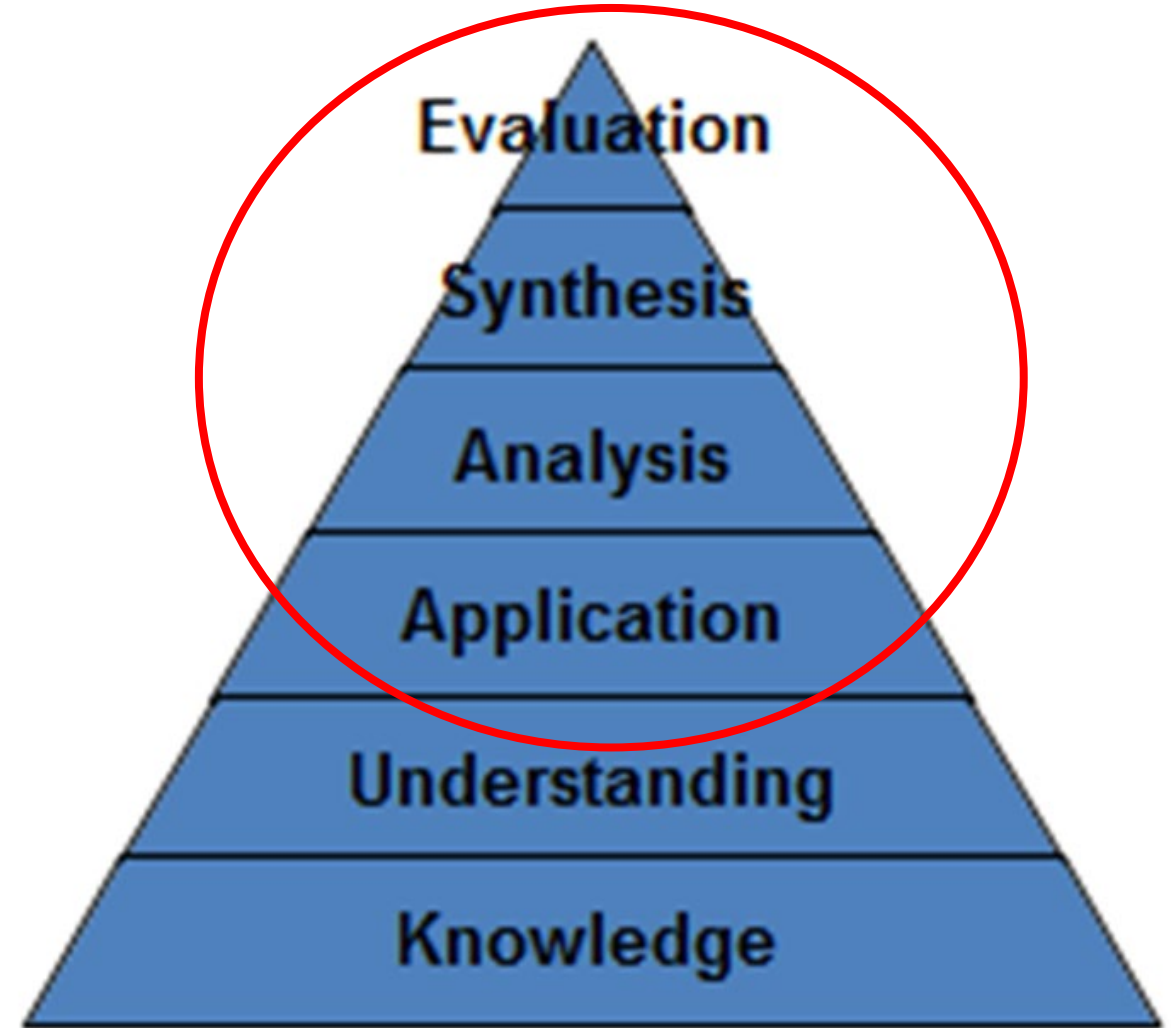 Evaluation
Synthesis
Analysis
Application
Understanding
Knowledge